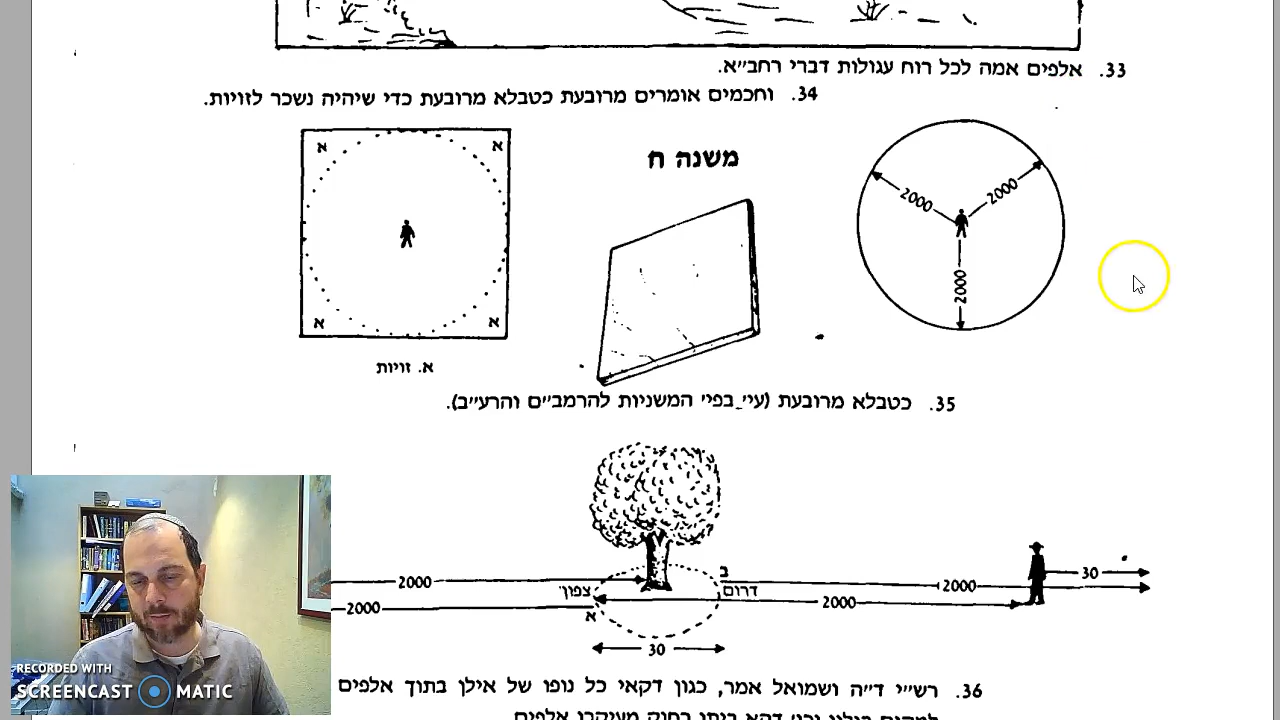 33. אלפים אמה לכל רוח עגולות דברי רחב״א.
34. וחכמים אומרים מרובעת כטבלא מרובעת כדי שיהיה נשכר לזויות.
משנה ח
א
א
א
א
א. זויות
2000
2000
2000
35. כטבלא מרובעת (עי׳ בפי׳ המשניות להרמב״ם והרע״ב).
2000
צפון
2000
א
ב
דרום
2000
2000
30
30
36. רש״י ד״ה ושמואל אמר, כגון דקאי כל נופו של אילן בתוך אלפים
RECORDED WITH
SCREENCAST MATIC